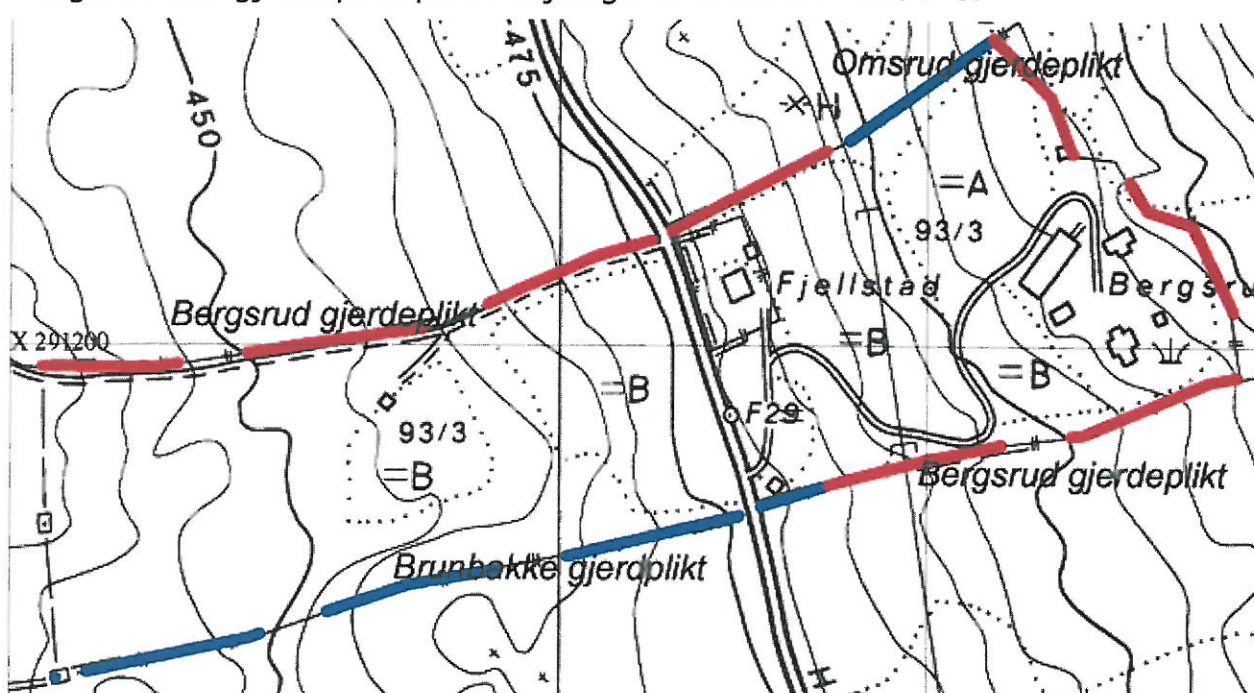 475
Omsrud gjerdeplikt
H
450
=A
93/3
Fjellstad
Bergsru
Bergsrud gjerdeplikt
X 291200
=B
=B
=B
F29
93/3
=B
Bergsrud gjerdeplikt
Brunbakke gjerdplikt
H